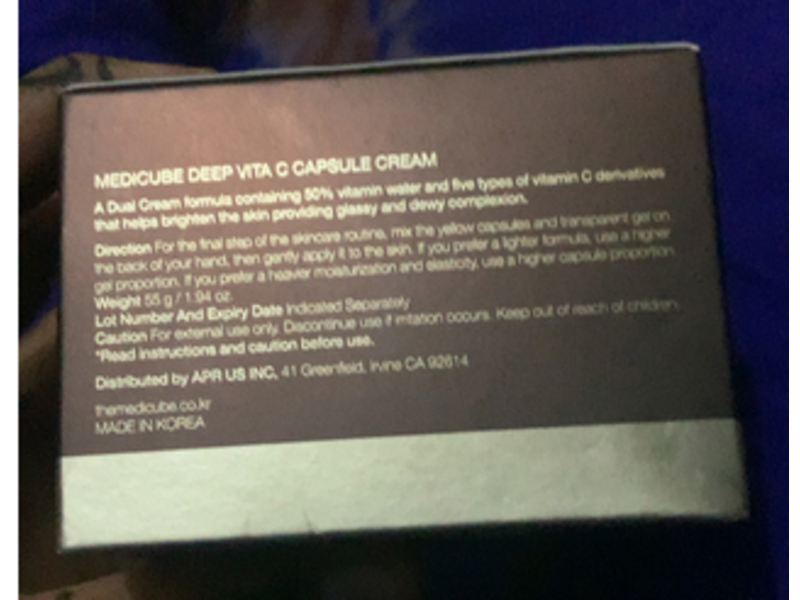 MEDICUBE DEEP VITA C CAPSULE CREAM
A Dual Cream formula containing 50% vitamin water and five types of vitamin C derivatives
that helps brighten the skin providing glassy and dewy complexion.
Direction For the final step of the skincare routine, mix the yellow capsules and transparent gel on
the back of your hand, then gently apply it to the skin. If you prefer a lighter formula, use a higher
gel proportion. If you prefer a heavier moisturization and elasticity, use a higher capsule proportion.
Weight 55 g / 1.94 oz.
Lot Number And Expiry Date Indicated Separately
Caution For external use only. Discontinue use if irritation occurs. Keep out of reach of children.
*Read instructions and caution before use.
Distributed by APR US INC, 41 Greenfield, Irvine CA 92614
themedicube.co.kr
MADE IN KOREA